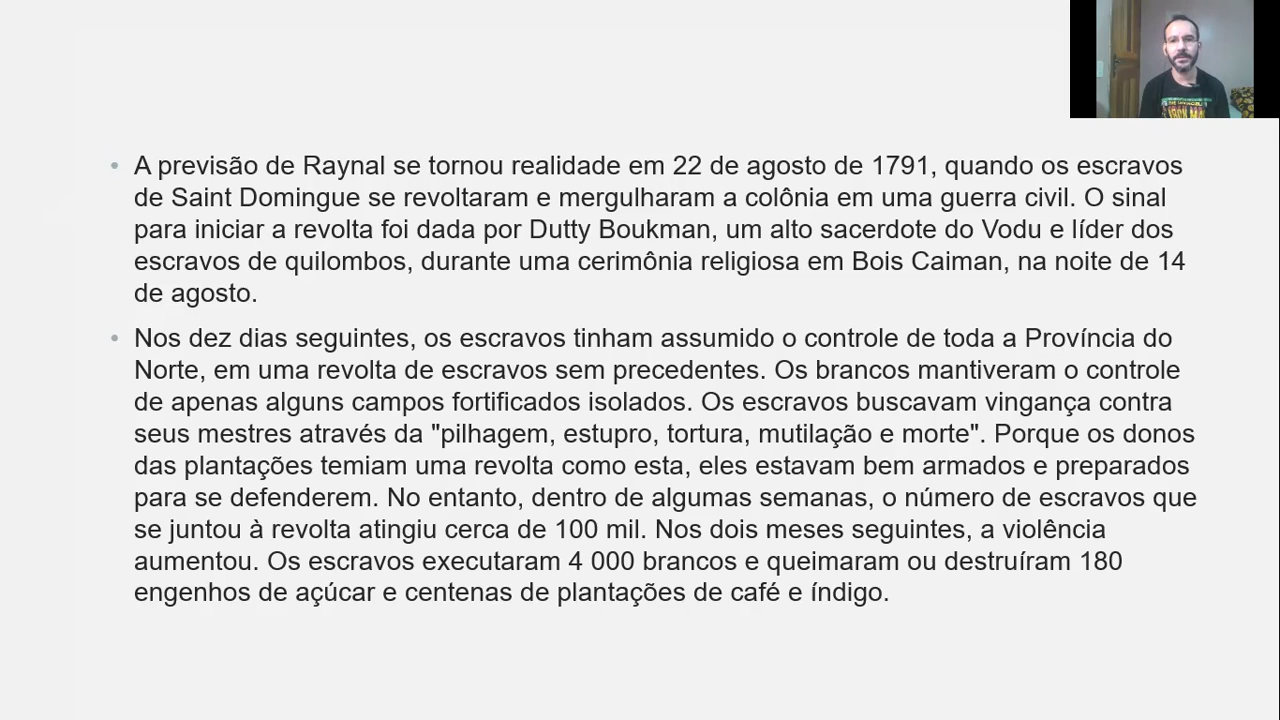 A previsão de Raynal se tornou realidade em 22 de agosto de 1791, quando os escravos
de Saint Domingue se revoltaram e mergulharam a colônia em uma guerra civil. O sinal
para iniciar a revolta foi dada por Dutty Boukman, um alto sacerdote do Vodu e líder dos
escravos de quilombos, durante uma cerimônia religiosa em Bois Caiman, na noite de 14
de agosto.
Nos dez dias seguintes, os escravos tinham assumido o controle de toda a Província do
Norte, em uma revolta de escravos sem precedentes. Os brancos mantiveram o controle
de apenas alguns campos fortificados isolados. Os escravos buscavam vingança contra
seus mestres através da "pilhagem, estupro, tortura, mutilação e morte". Porque os donos
das plantações temiam uma revolta como esta, eles estavam bem armados e preparados
para se defenderem. No entanto, dentro de algumas semanas, o número de escravos que
se juntou à revolta atingiu cerca de 100 mil. Nos dois meses seguintes, a violência
aumentou. Os escravos executaram 4 000 brancos e queimaram ou destruíram 180
engenhos de açúcar e centenas de plantações de café e índigo.